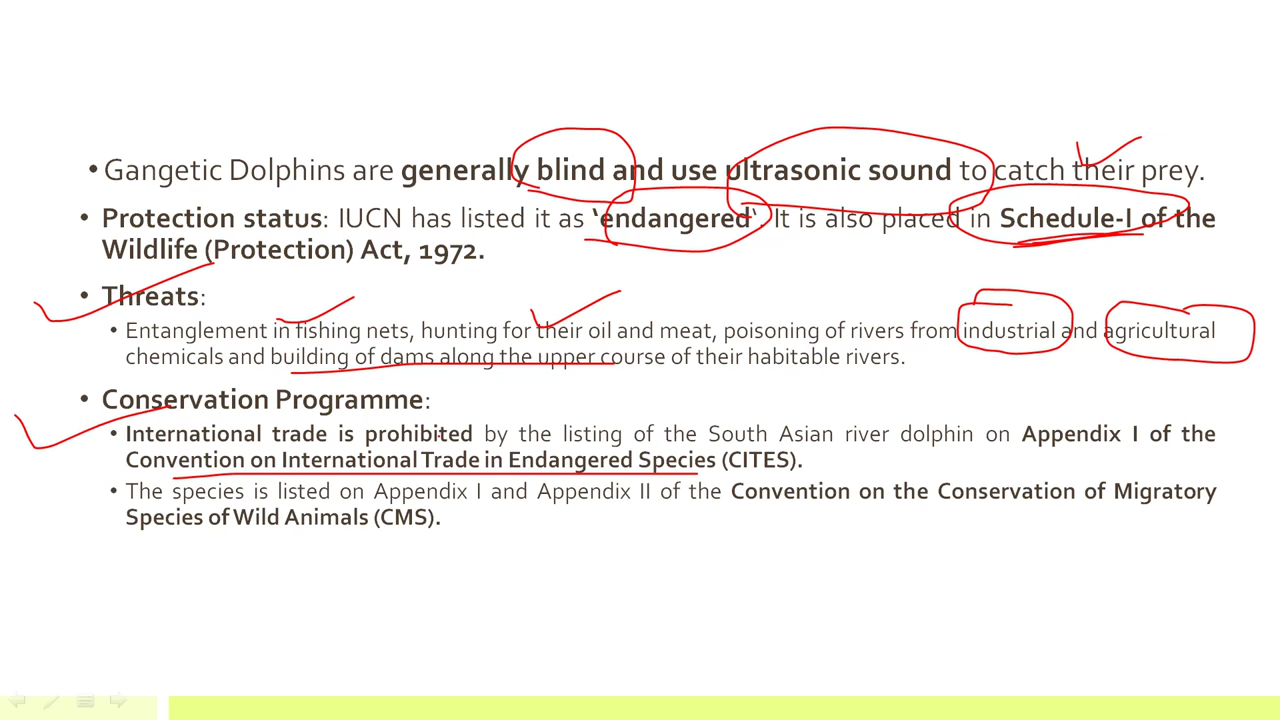 • Gangetic Dolphins are generally blind and use ultrasonic sound to catch their prey.
• Protection status: IUCN has listed it as ‘endangered‘. It is also placed in Schedule-I of the
Wildlife (Protection) Act, 1972.
• Threats:
• Entanglement in fishing nets, hunting for their oil and meat, poisoning of rivers from industrial and agricultural
chemicals and building of dams along the upper course of their habitable rivers.
• Conservation Programme:
• International trade is prohibited by the listing of the South Asian river dolphin on Appendix I of the
Convention on International Trade in Endangered Species (CITES).
• The species is listed on Appendix I and Appendix II of the Convention on the Conservation of Migratory
Species of Wild Animals (CMS).